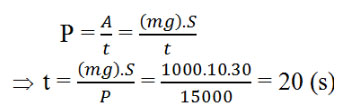 P = A/t = (mg).S/t
⇒ t = (mg).S/P = 1000.10.30/15000 = 20 (s)